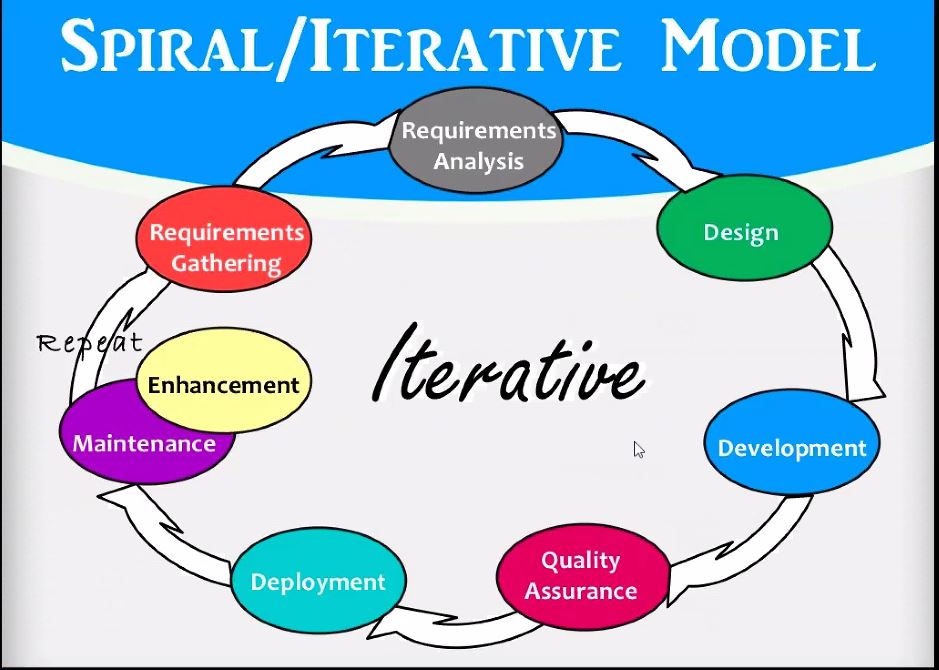 SPIRAL/ITERATIVE MODEL
Requirements
Analysis
Requirements
Gathering
Design
Repeat
Iterative
Enhancement
Maintenance
Development
Quality
Assurance
Deployment